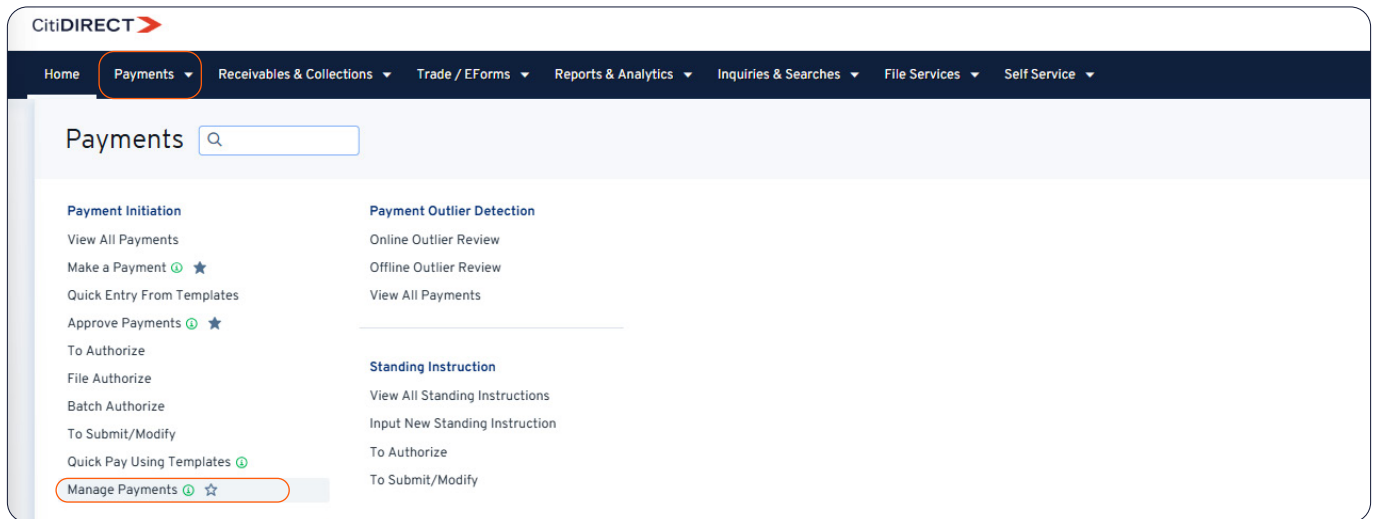 CitiDIRECT
Home Payments Receivables & Collections Trade / EForms Reports & Analytics Inquiries & Searches File Services Self Service
Payments
Payment Initiation
View All Payments
Make a Payment
Quick Entry From Templates
Approve Payments
To Authorize
File Authorize
Batch Authorize
To Submit/Modify
Quick Pay Using Templates
Manage Payments
Payment Outlier Detection
Online Outlier Review
Offline Outlier Review
View All Payments
Standing Instruction
View All Standing Instructions
Input New Standing Instruction
To Authorize
To Submit/Modify